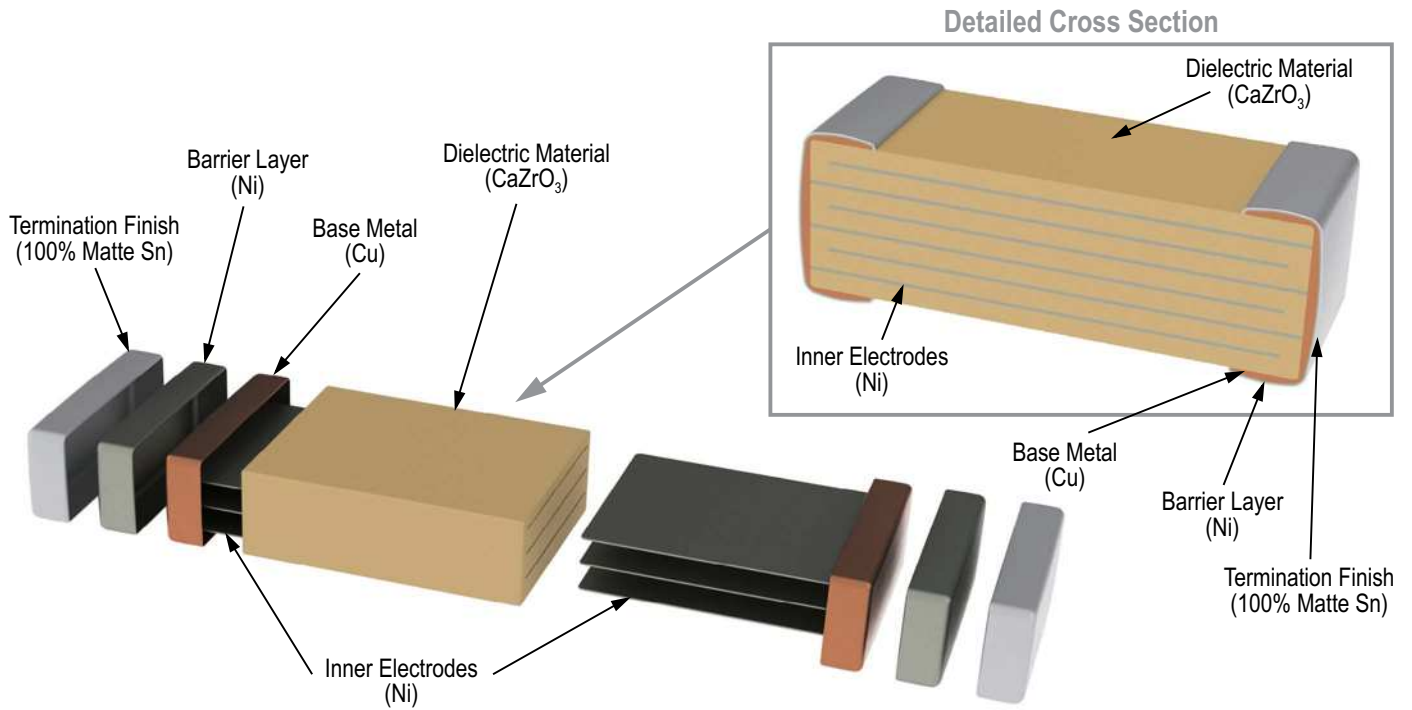 Detailed Cross Section
Dielectric Material
(CaZrO₃)
Inner Electrodes
(Ni)
Base Metal
(Cu)
Barrier Layer
(Ni)
Termination Finish
(100% Matte Sn)
Termination Finish
(100% Matte Sn)
Barrier Layer
(Ni)
Base Metal
(Cu)
Dielectric Material
(CaZrO₃)
Inner Electrodes
(Ni)